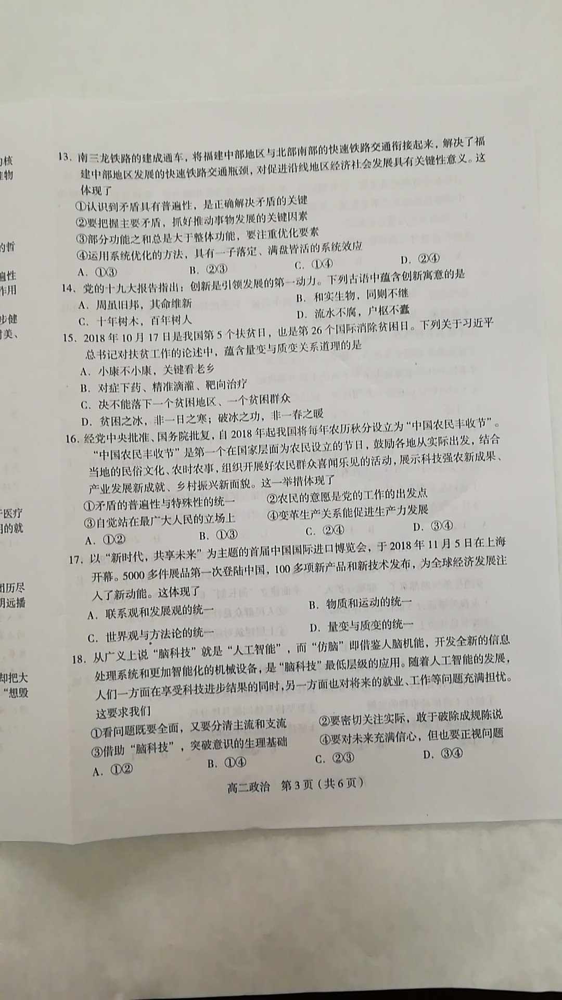 的核
物
的哲
遍性
作用
步健
美、
医疗
的就
团历尽
明远播
却把大
“想毁
13. 南三龙铁路的建成通车，将福建中部地区与北部南部的快速铁路交通衔接起来，解决了福
建中部地区发展的快速铁路交通瓶颈，对促进沿线地区经济社会发展具有关键性意义。这
体现了
①认识到矛盾具有普遍性，是正确解决矛盾的关键
②要把握主要矛盾，抓好推动事物发展的关键因素
③部分功能之和总是大于整体功能，要注重优化要素
④运用系统优化的方法，具有一子落定、满盘皆活的系统效应
A. ①③ B. ②③ C. ①④ D. ②④
14. 党的十九大报告指出：创新是引领发展的第一动力。下列古语中蕴含创新寓意的是
A. 周虽旧邦，其命维新 B. 和实生物，同则不继
C. 十年树木，百年树人 D. 流水不腐，户枢不蠹
15. 2018 年 10 月 17 日是我国第 5 个扶贫日，也是第 26 个国际消除贫困日。下列关于习近平
总书记对扶贫工作的论述中，蕴含量变与质变关系道理的是
A. 小康不小康，关键看老乡
B. 对症下药、精准滴灌、靶向治疗
C. 决不能落下一个贫困地区、一个贫困群众
D. 贫困之冰，非一日之寒；破冰之功，非一春之暖
16. 经党中央批准、国务院批复，自 2018 年起我国将每年农历秋分设立为“中国农民丰收节”。
“中国农民丰收节”是第一个在国家层面为农民设立的节日，鼓励各地从实际出发，结合
当地的民俗文化、农时农事，组织开展好农民群众喜闻乐见的活动，展示科技强农新成果、
产业发展新成就、乡村振兴新面貌。这一举措体现了
①矛盾的普遍性与特殊性的统一 ②农民的意愿是党的工作的出发点
③自觉站在最广大人民的立场上 ④变革生产关系能促进生产力发展
A. ①② B. ①③ C. ②④ D. ③④
17. 以“新时代，共享未来”为主题的首届中国国际进口博览会，于 2018 年 11 月 5 日在上海
开幕。5000 多件展品第一次登陆中国，100 多项新产品和新技术发布，为全球经济发展注
入了新动能。这体现了
A. 联系观和发展观的统一 B. 物质和运动的统一
C. 世界观与方法论的统一 D. 量变与质变的统一
18. 从广义上说“脑科技”就是“人工智能”，而“仿脑”即借鉴人脑机能，开发全新的信息
处理系统和更加智能化的机械设备，是“脑科技”最低层级的应用。随着人工智能的发展，
人们一方面在享受科技进步结果的同时，另一方面也对将来的就业、工作等问题充满担忧。
这要求我们
①看问题既要全面，又要分清主流和支流 ②要密切关注实际，敢于破除成规陈说
③借助“脑科技”，突破意识的生理基础 ④要对未来充满信心，但也要正视问题
A. ①② B. ①④ C. ②③ D. ③④
高二政治 第 3 页（共 6 页）